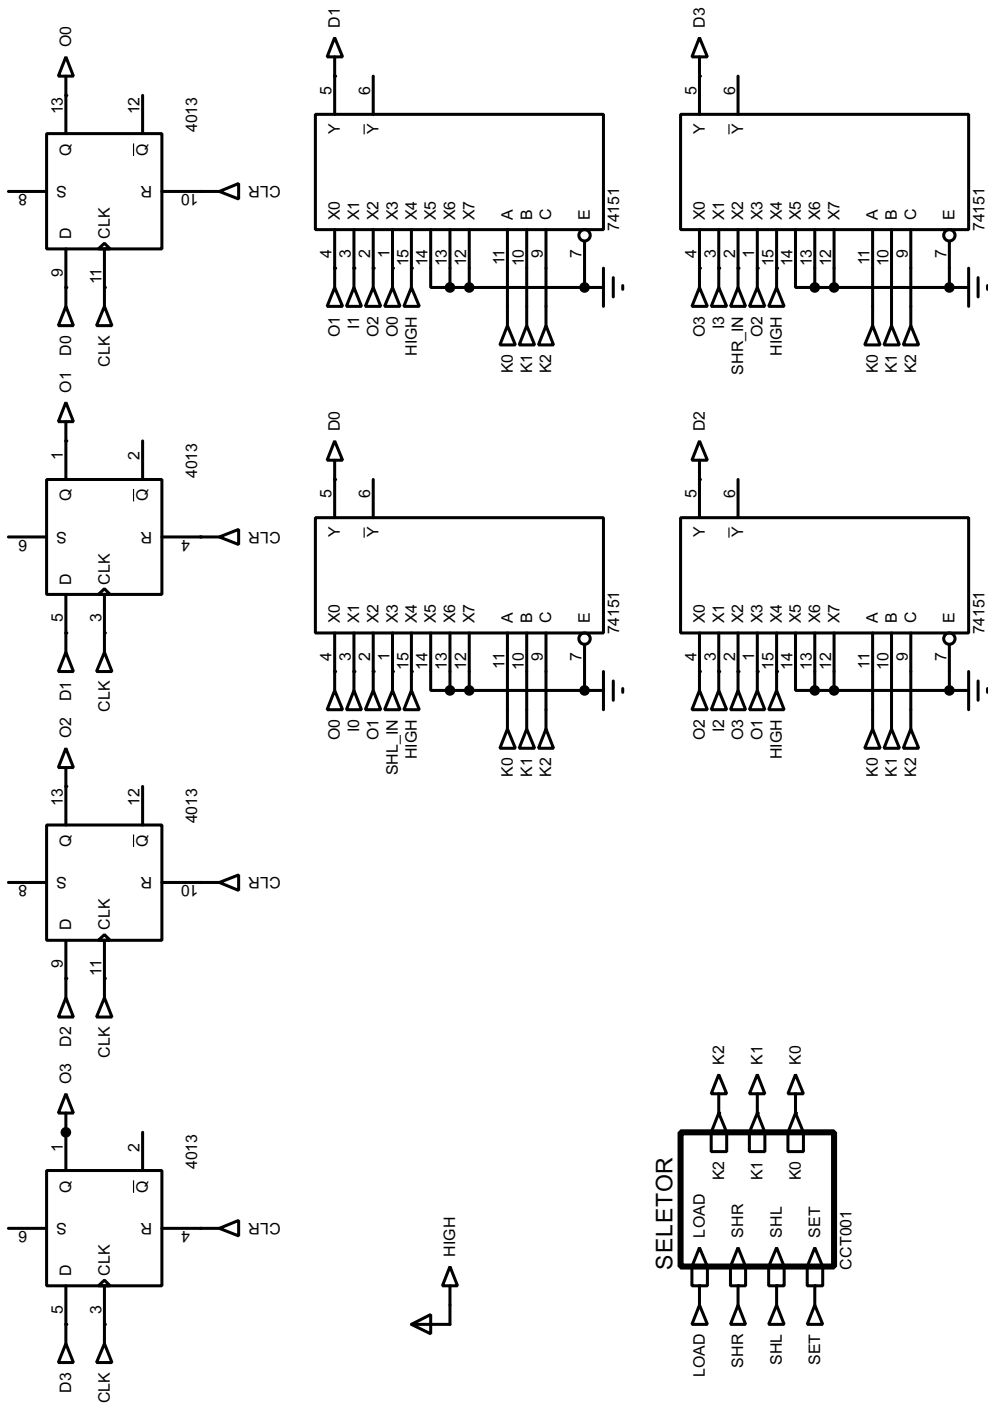 D3
5
D
S
6
Q
1
O3
CLK
3
CLK
R
4
Q
2
CLR
4013
D2
9
D
S
8
Q
13
O2
CLK
11
CLK
R
10
Q
12
CLR
4013
D1
5
D
S
6
Q
1
O1
CLK
3
CLK
R
4
Q
2
CLR
4013
D0
9
D
S
8
Q
13
O0
CLK
11
CLK
R
10
Q
12
CLR
4013
HIGH
O0 4 X0 Y 5 D0
I0 3 X1
O1 2 X2 Y 6
SHL_IN 1 X3
HIGH 15 X4
14 X5
13 X6
12 X7
K0 11 A
K1 10 B
K2 9 C
7 E
74151
O1 4 X0 Y 5 D1
I1 3 X1
O2 2 X2 Y 6
O0 1 X3
HIGH 15 X4
14 X5
13 X6
12 X7
K0 11 A
K1 10 B
K2 9 C
7 E
74151
SELETOR
LOAD LOAD
K2 K2
SHR SHR
K1 K1
SHL SHL
K0 K0
SET SET
CCT001
O2 4 X0 Y 5 D2
I2 3 X1
O3 2 X2 Y 6
O1 1 X3
HIGH 15 X4
14 X5
13 X6
12 X7
K0 11 A
K1 10 B
K2 9 C
7 E
74151
O3 4 X0 Y 5 D3
I3 3 X1
SHR_IN 2 X2 Y 6
O2 1 X3
HIGH 15 X4
14 X5
13 X6
12 X7
K0 11 A
K1 10 B
K2 9 C
7 E
74151